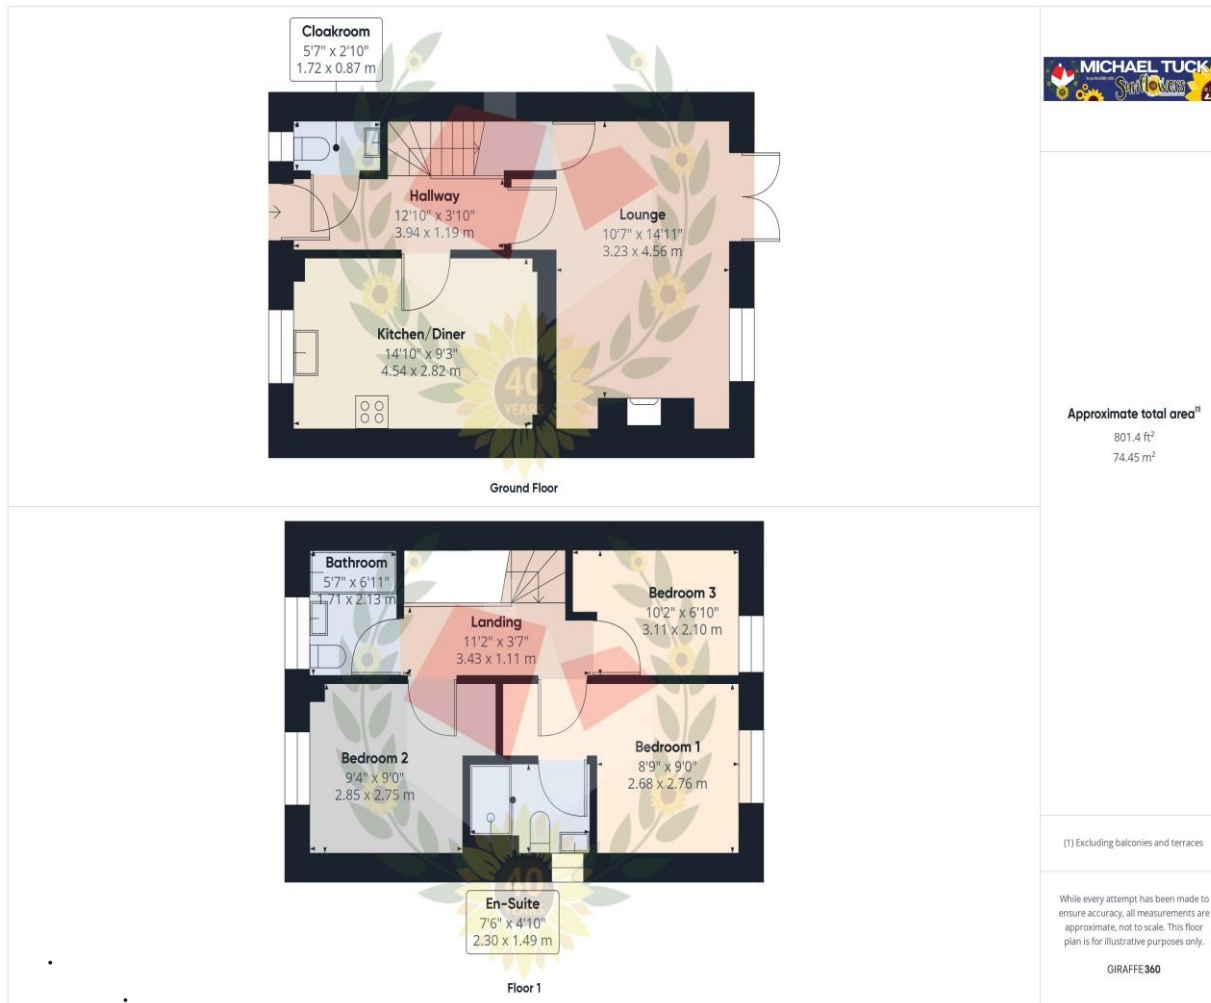 Cloakroom
5'7" x 2'10"
1.72 x 0.87 m
Hallway
12'10" x 3'10"
3.94 x 1.19 m
Lounge
10'7" x 14'11"
3.23 x 4.56 m
Kitchen/Diner
14'10" x 9'3"
4.54 x 2.82 m
40
YEARS
Ground Floor
Bathroom
5'7" x 6'11"
1.71 x 2.13 m
Landing
11'2" x 3'7"
3.43 x 1.11 m
Bedroom 3
10'2" x 6'10"
3.11 x 2.10 m
Bedroom 2
9'4" x 9'0"
2.85 x 2.75 m
Bedroom 1
8'9" x 9'0"
2.68 x 2.76 m
40
YEARS
En-Suite
7'6" x 4'10"
2.30 x 1.49 m
Floor 1
MICHAEL TUCK
Sunflowers
Approximate total area(1)
801.4 ft²
74.45 m²
(1) Excluding balconies and terraces
While every attempt has been made to
ensure accuracy, all measurements are
approximate, not to scale. This floor
plan is for illustrative purposes only.
GIRAFFE360